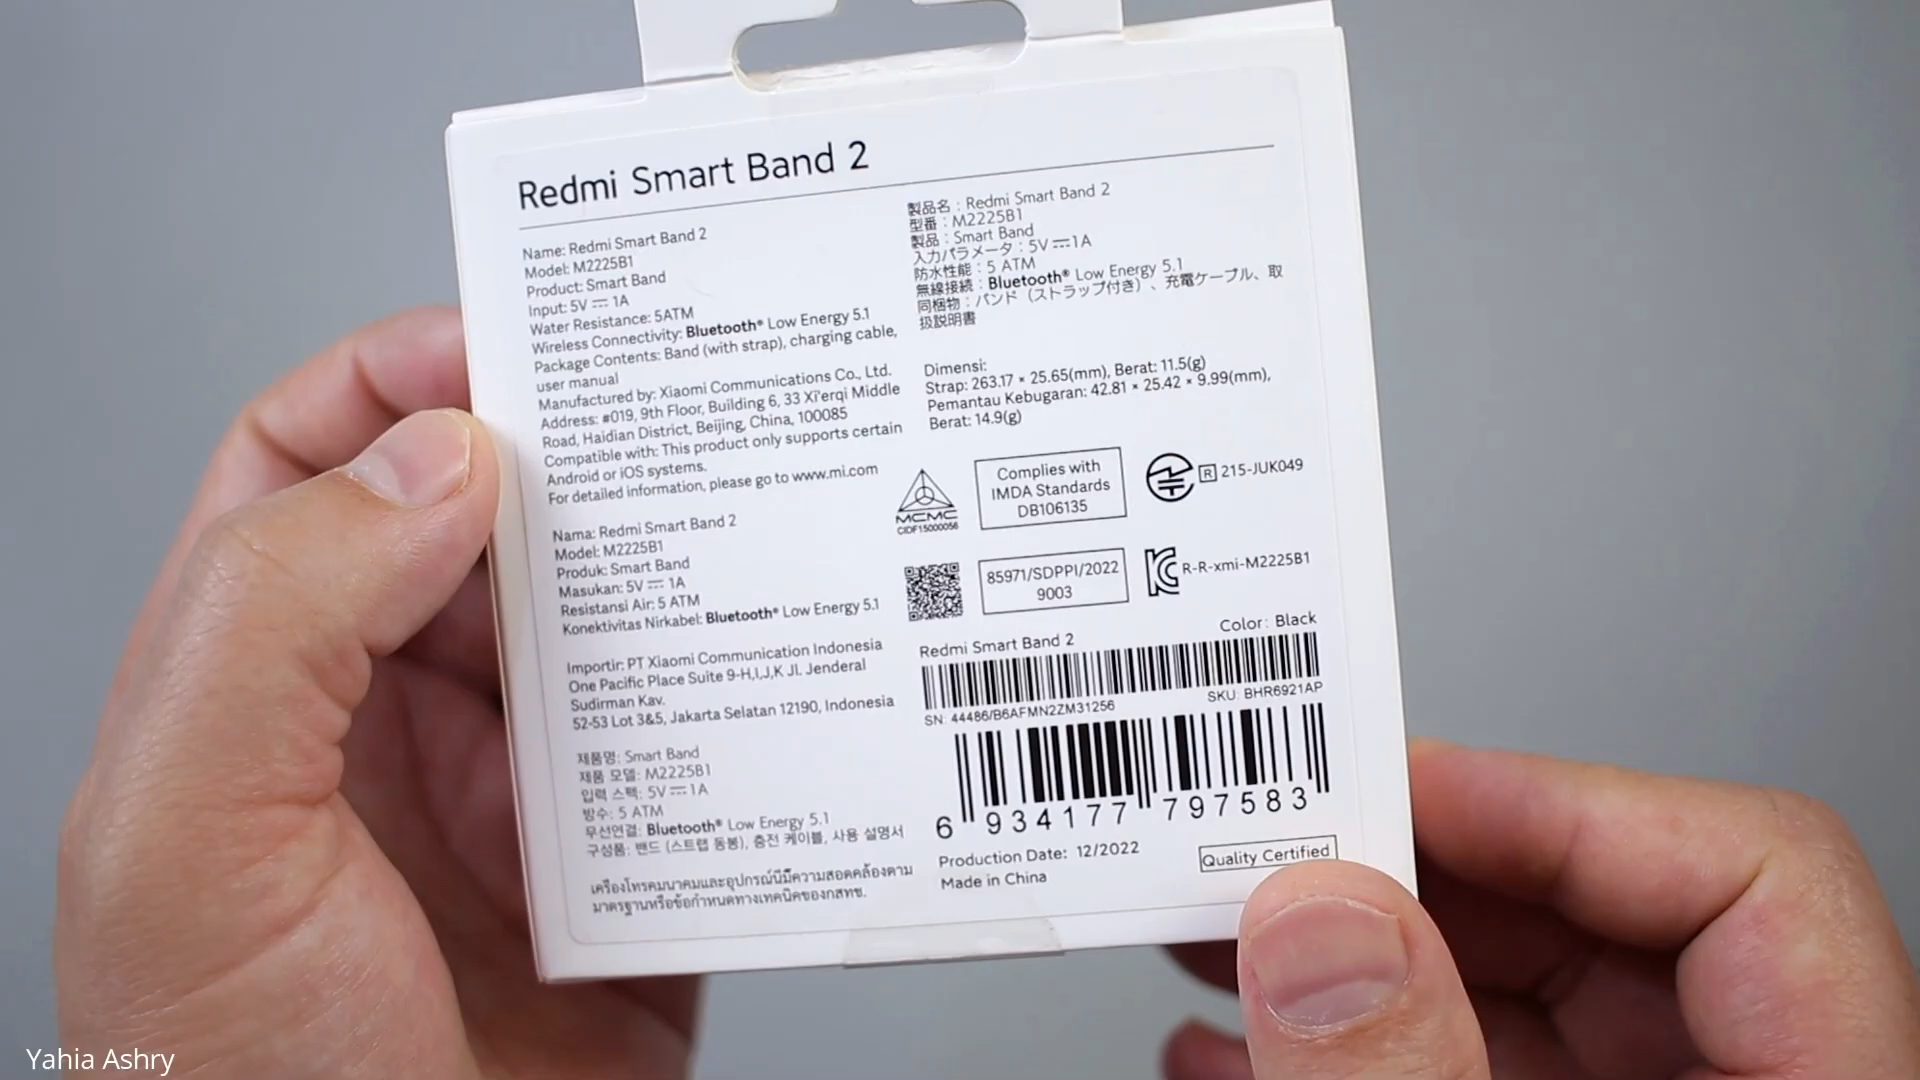 Redmi Smart Band 2
Name: Redmi Smart Band 2
Model: M2225B1
Product: Smart Band
Input: 5V⎓1A
Water Resistance: 5ATM
Wireless Connectivity: Bluetooth® Low Energy 5.1
Package Contents: Band (with strap), charging cable,
user manual
Manufactured by: Xiaomi Communications Co., Ltd.
Address: #019, 9th Floor, Building 6, 33 Xi'erqi Middle
Road, Haidian District, Beijing, China, 100085
Compatible with: This product only supports certain
Android or iOS systems.
For detailed information, please go to www.mi.com
Nama: Redmi Smart Band 2
Model: M2225B1
Produk: Smart Band
Masukan: 5V⎓1A
Resistansi Air: 5 ATM
Konektivitas Nirkabel: Bluetooth® Low Energy 5.1
Importir: PT Xiaomi Communication Indonesia
One Pacific Place Suite 9-H,I,J,K Jl. Jenderal
Sudirman Kav.
52-53 Lot 3&5, Jakarta Selatan 12190, Indonesia
제품명: Smart Band
제품 모델: M2225B1
입력 스펙: 5V⎓1A
방수: 5 ATM
무선연결: Bluetooth® Low Energy 5.1
구성품: 밴드 (스트랩 동봉), 충전 케이블, 사용 설명서
เครื่องโทรคมนาคมและอุปกรณ์นี้มีความสอดคล้องตาม
มาตรฐานหรือข้อกำหนดทางเทคนิคของกสทช.
製品名：Redmi Smart Band 2
型番：M2225B1
製品：Smart Band
入力パラメータ：5V⎓1A
防水性能：5 ATM
無線接続：Bluetooth® Low Energy 5.1
同梱物：バンド（ストラップ付き）、充電ケーブル、取
扱説明書
Dimensi:
Strap: 263.17 × 25.65(mm), Berat: 11.5(g)
Pemantau Kebugaran: 42.81 × 25.42 × 9.99(mm),
Berat: 14.9(g)
MCMC
CIDF15000056
Complies with
IMDA Standards
DB106135
R 215-JUK049
85971/SDPPI/2022
9003
R-R-xmi-M2225B1
Redmi Smart Band 2
Color: Black
SN: 44486/B6AFMN2ZM31256
SKU: BHR6921AP
6 934177 797583
Production Date: 12/2022
Made in China
Quality Certified
Yahia Ashry